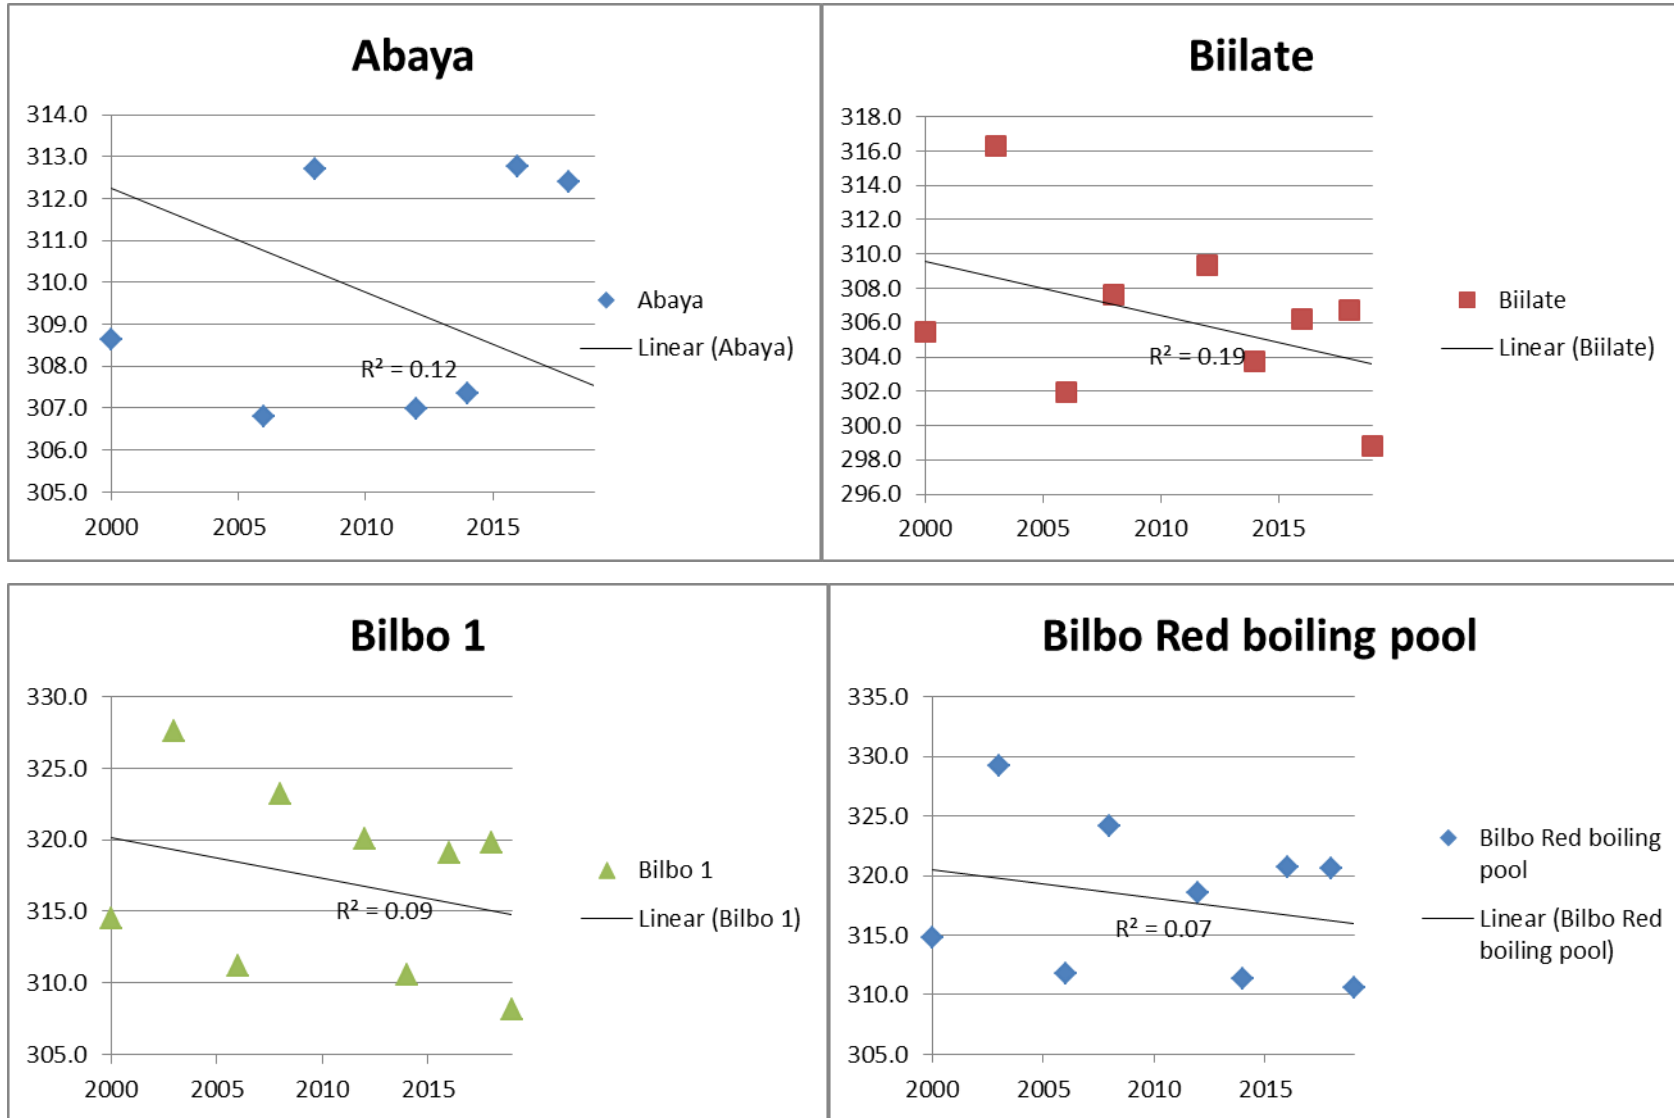 Abaya
314.0
313.0
312.0
311.0
310.0
309.0
308.0
307.0
306.0
305.0
2000 2005 2010 2015
R² = 0.12
Abaya
Linear (Abaya)
Biilate
318.0
316.0
314.0
312.0
310.0
308.0
306.0
304.0
302.0
300.0
298.0
296.0
2000 2005 2010 2015
R² = 0.19
Biilate
Linear (Biilate)
Bilbo 1
330.0
325.0
320.0
315.0
310.0
305.0
2000 2005 2010 2015
R² = 0.09
Bilbo 1
Linear (Bilbo 1)
Bilbo Red boiling pool
335.0
330.0
325.0
320.0
315.0
310.0
305.0
2000 2005 2010 2015
R² = 0.07
Bilbo Red boiling
pool
Linear (Bilbo Red
boiling pool)